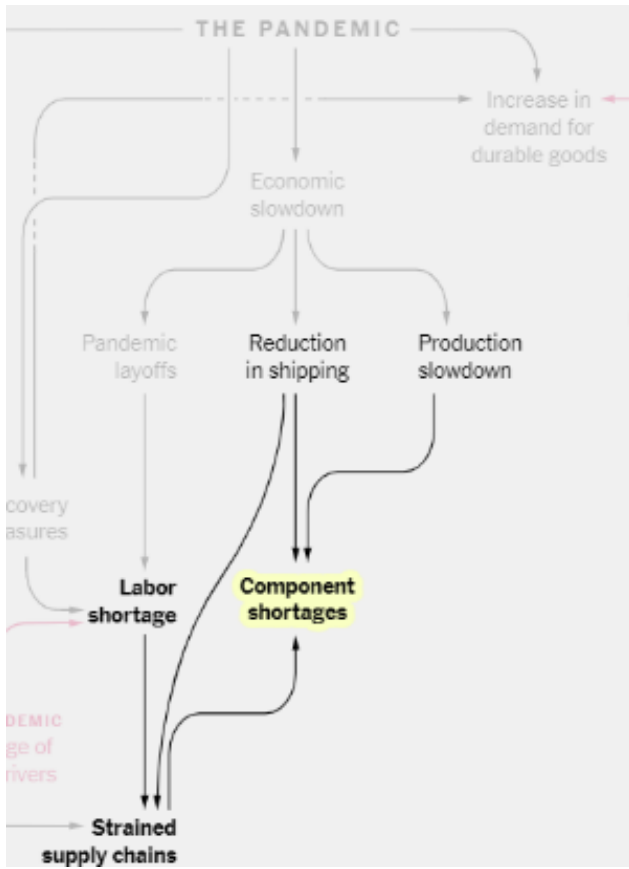 THE PANDEMIC
Increase in
demand for
durable goods
Economic
slowdown
Pandemic
layoffs
Reduction
in shipping
Production
slowdown
covery
asures
Labor
shortage
Component
shortages
DEMIC
ge of
rivers
Strained
supply chains